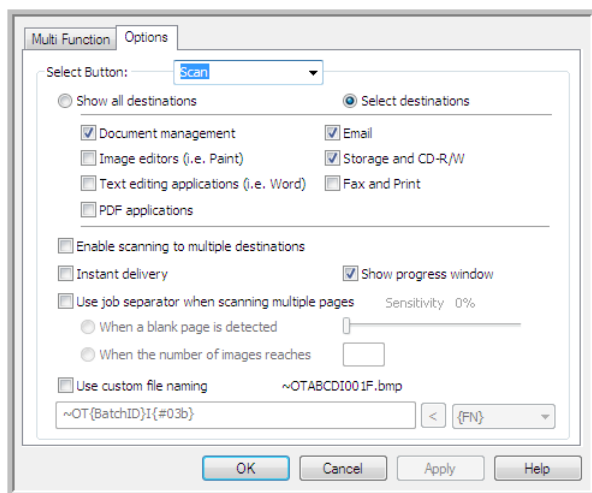 Multi Function Options
Select Button: Scan
Show all destinations Select destinations
Document management Email
Image editors (i.e. Paint) Storage and CD-R/W
Text editing applications (i.e. Word) Fax and Print
PDF applications
Enable scanning to multiple destinations
Instant delivery Show progress window
Use job separator when scanning multiple pages Sensitivity 0%
When a blank page is detected
When the number of images reaches
Use custom file naming ~OTABCDI001F.bmp
~OT{BatchID}I{#03b} < {FN}
OK Cancel Apply Help